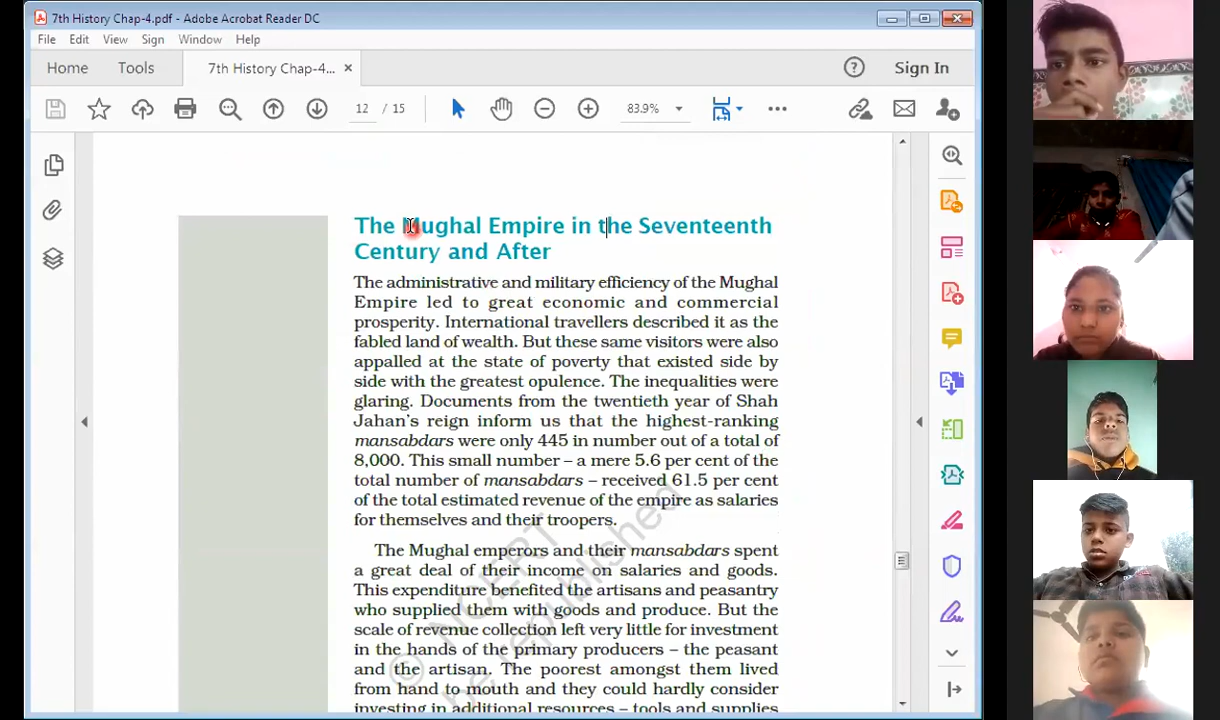 7th History Chap-4.pdf - Adobe Acrobat Reader DC
File Edit View Sign Window Help
Home Tools 7th History Chap-4... × Sign In
12 / 15 83.9%
The Mughal Empire in the Seventeenth
Century and After
The administrative and military efficiency of the Mughal
Empire led to great economic and commercial
prosperity. International travellers described it as the
fabled land of wealth. But these same visitors were also
appalled at the state of poverty that existed side by
side with the greatest opulence. The inequalities were
glaring. Documents from the twentieth year of Shah
Jahan's reign inform us that the highest-ranking
mansabdars were only 445 in number out of a total of
8,000. This small number – a mere 5.6 per cent of the
total number of mansabdars – received 61.5 per cent
of the total estimated revenue of the empire as salaries
for themselves and their troopers.
The Mughal emperors and their mansabdars spent
a great deal of their income on salaries and goods.
This expenditure benefited the artisans and peasantry
who supplied them with goods and produce. But the
scale of revenue collection left very little for investment
in the hands of the primary producers – the peasant
and the artisan. The poorest amongst them lived
from hand to mouth and they could hardly consider
investing in additional resources – tools and supplies
© NCERT
be republished